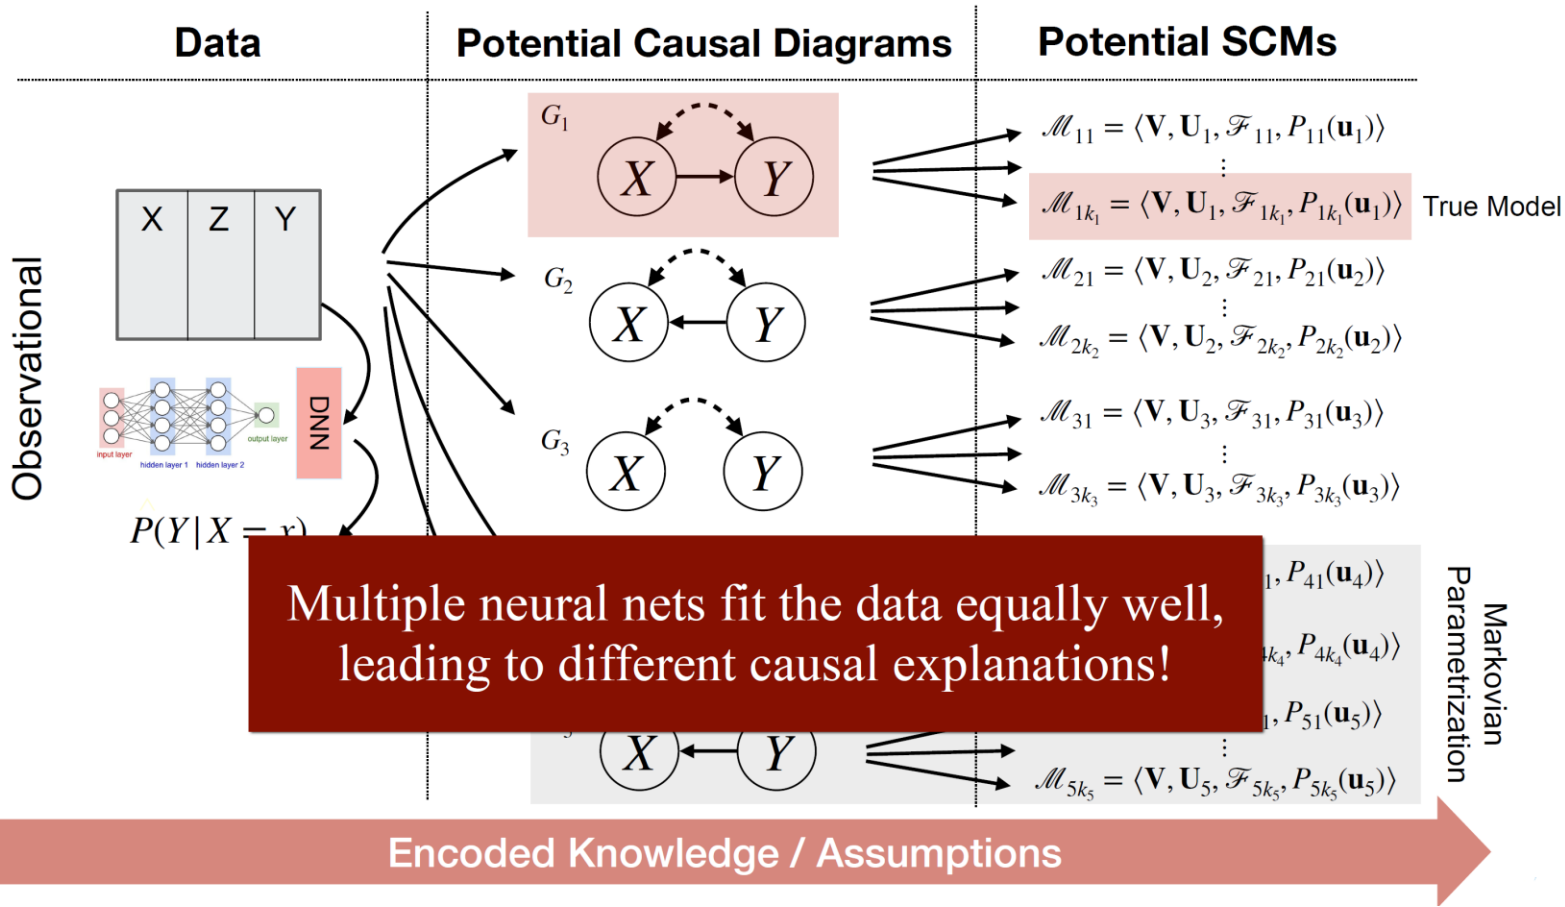 Data
Potential Causal Diagrams
Potential SCMs
Observational
X Z Y
input layer
hidden layer 1
hidden layer 2
output layer
DNN
P(Y|X = x)
G₁
X Y
G₂
X Y
G₃
X Y
X Y
ℳ₁₁ = ⟨V, U₁, ℱ₁₁, P₁₁(u₁)⟩
⋮
ℳ₁ₖ₁ = ⟨V, U₁, ℱ₁ₖ₁, P₁ₖ₁(u₁)⟩
True Model
ℳ₂₁ = ⟨V, U₂, ℱ₂₁, P₂₁(u₂)⟩
⋮
ℳ₂ₖ₂ = ⟨V, U₂, ℱ₂ₖ₂, P₂ₖ₂(u₂)⟩
ℳ₃₁ = ⟨V, U₃, ℱ₃₁, P₃₁(u₃)⟩
⋮
ℳ₃ₖ₃ = ⟨V, U₃, ℱ₃ₖ₃, P₃ₖ₃(u₃)⟩
₁, P₄₁(u₄)⟩
₄ₖ₄, P₄ₖ₄(u₄)⟩
₁, P₅₁(u₅)⟩
⋮
ℳ₅ₖ₅ = ⟨V, U₅, ℱ₅ₖ₅, P₅ₖ₅(u₅)⟩
Markovian
Parametrization
Multiple neural nets fit the data equally well,
leading to different causal explanations!
Encoded Knowledge / Assumptions